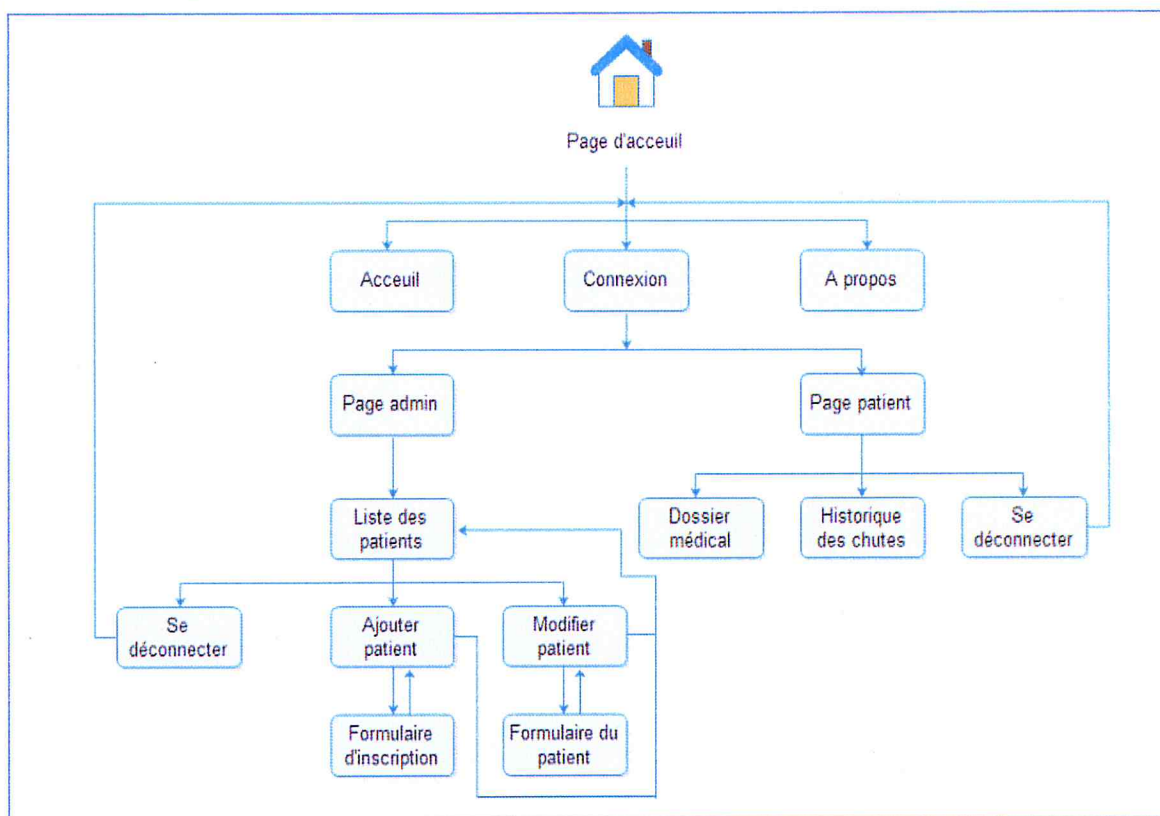 Page d'acceuil
Acceuil
Connexion
A propos
Page admin
Page patient
Liste des
patients
Dossier
médical
Historique
des chutes
Se
déconnecter
Se
déconnecter
Ajouter
patient
Modifier
patient
Formulaire
d'inscription
Formulaire du
patient